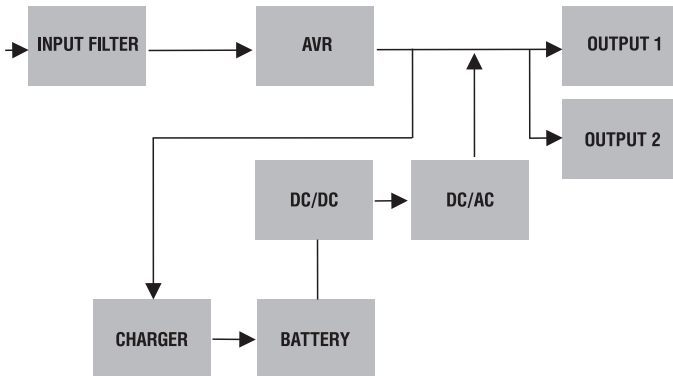 INPUT FILTER
AVR
OUTPUT 1
OUTPUT 2
DC/DC
DC/AC
CHARGER
BATTERY